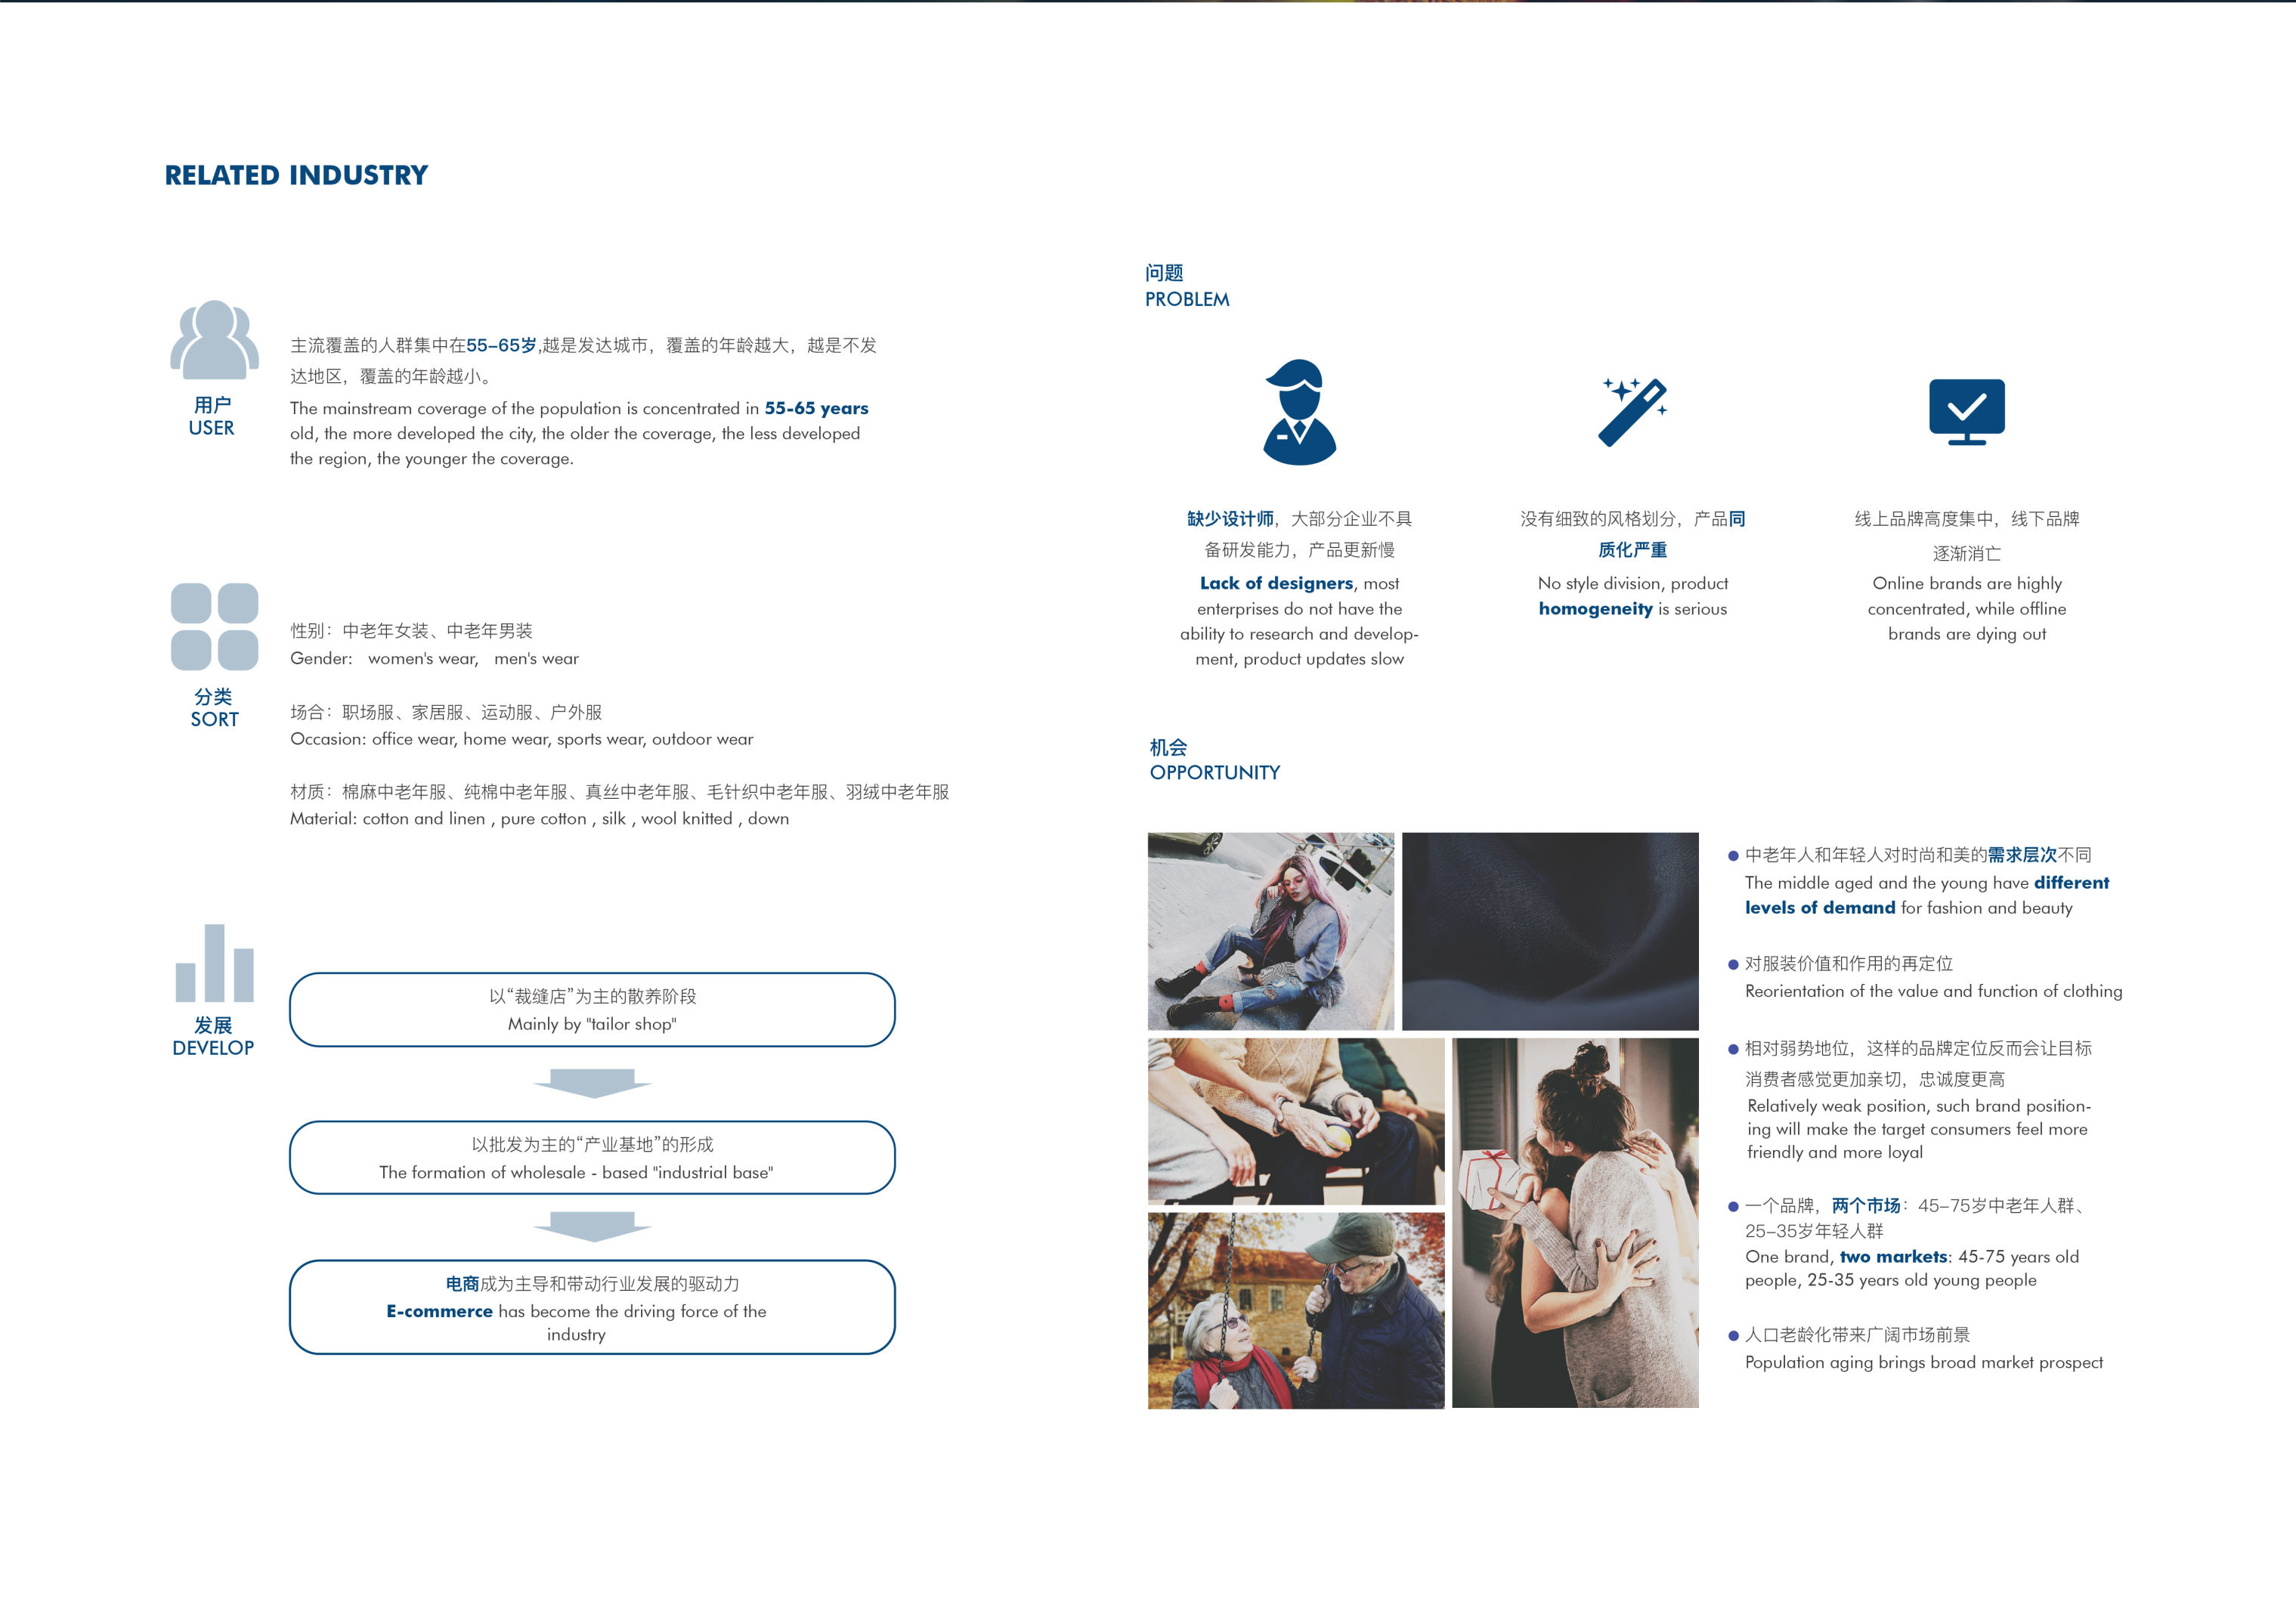 RELATED INDUSTRY
用户
USER
主流覆盖的人群集中在55–65岁,越是发达城市，覆盖的年龄越大，越是不发
达地区，覆盖的年龄越小。
The mainstream coverage of the population is concentrated in 55-65 years
old, the more developed the city, the older the coverage, the less developed
the region, the younger the coverage.
分类
SORT
性别：中老年女装、中老年男装
Gender: women's wear, men's wear
场合：职场服、家居服、运动服、户外服
Occasion: office wear, home wear, sports wear, outdoor wear
材质：棉麻中老年服、纯棉中老年服、真丝中老年服、毛针织中老年服、羽绒中老年服
Material: cotton and linen , pure cotton , silk , wool knitted , down
发展
DEVELOP
以“裁缝店”为主的散养阶段
Mainly by "tailor shop"
以批发为主的“产业基地”的形成
The formation of wholesale - based "industrial base"
电商成为主导和带动行业发展的驱动力
E-commerce has become the driving force of the
industry
问题
PROBLEM
缺少设计师，大部分企业不具
备研发能力，产品更新慢
Lack of designers, most
enterprises do not have the
ability to research and develop-
ment, product updates slow
没有细致的风格划分，产品同
质化严重
No style division, product
homogeneity is serious
线上品牌高度集中，线下品牌
逐渐消亡
Online brands are highly
concentrated, while offline
brands are dying out
机会
OPPORTUNITY
中老年人和年轻人对时尚和美的需求层次不同
The middle aged and the young have different
levels of demand for fashion and beauty
对服装价值和作用的再定位
Reorientation of the value and function of clothing
相对弱势地位，这样的品牌定位反而会让目标
消费者感觉更加亲切，忠诚度更高
Relatively weak position, such brand position-
ing will make the target consumers feel more
friendly and more loyal
一个品牌，两个市场：45–75岁中老年人群、
25–35岁年轻人群
One brand, two markets: 45-75 years old
people, 25-35 years old young people
人口老龄化带来广阔市场前景
Population aging brings broad market prospect